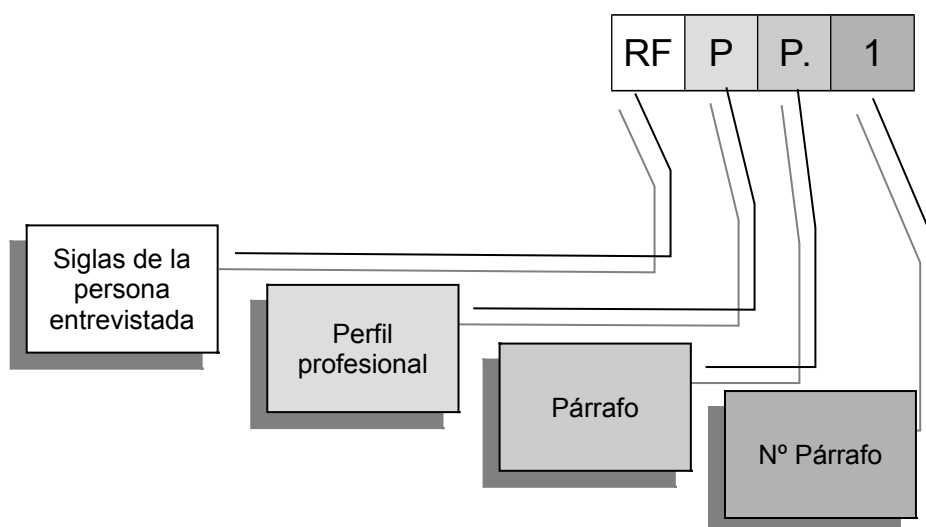 RF P P. 1
Siglas de la
persona
entrevistada
Perfil
profesional
Párrafo
Nº Párrafo